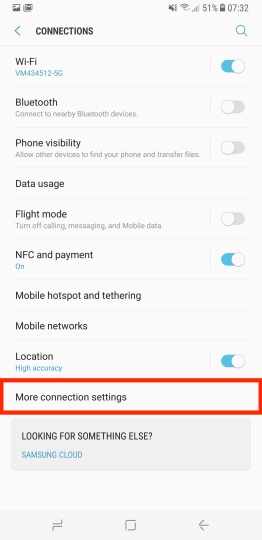 51% 07:32
CONNECTIONS
Wi-Fi
VM434512-5G
Bluetooth
Connect to nearby Bluetooth devices.
Phone visibility
Allow other devices to find your phone and transfer files.
Data usage
Flight mode
Turn off calling, messaging, and Mobile data.
NFC and payment
On
Mobile hotspot and tethering
Mobile networks
Location
High accuracy
More connection settings
LOOKING FOR SOMETHING ELSE?
SAMSUNG CLOUD